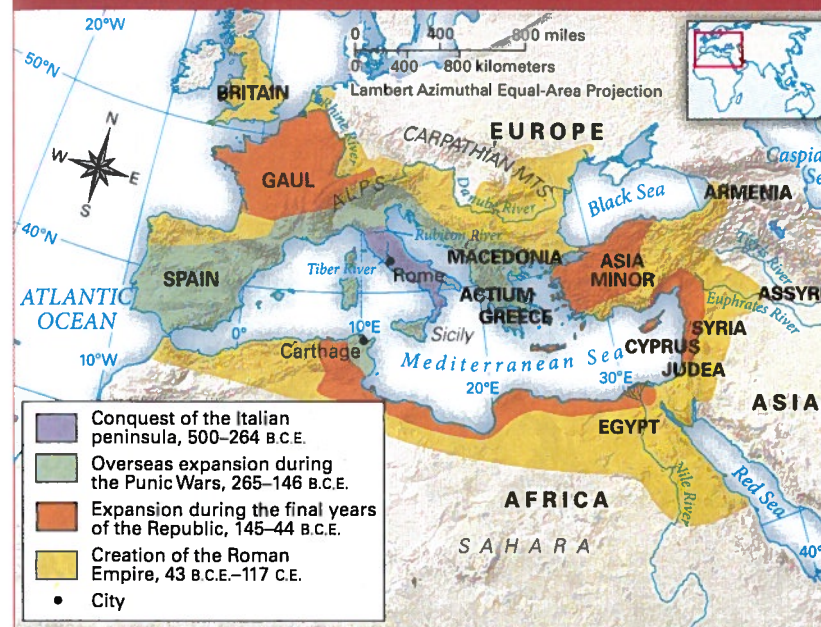 20°W
0 400 800 miles
0 400 800 kilometers
Lambert Azimuthal Equal-Area Projection
50°N
BRITAIN
Rhine River
EUROPE
CARPATHIAN MTS.
N
W
E
S
GAUL
ALPS
Danube River
Black Sea
Caspia
Se
ARMENIA
40°N
Rubicon River
MACEDONIA
Tigris River
SPAIN
Tiber River
Rome
ASIA
MINOR
ATLANTIC
OCEAN
ACTIUM
GREECE
ASSYR
Euphrates River
0°
10°E
Sicily
SYRIA
10°W
Carthage
CYPRUS
Mediterranean Sea
20°E
30°E
JUDEA
ASIA
EGYPT
Nile River
Red Sea
AFRICA
SAHARA
40°
Conquest of the Italian
peninsula, 500–264 B.C.E.
Overseas expansion during
the Punic Wars, 265–146 B.C.E.
Expansion during the final years
of the Republic, 145–44 B.C.E.
Creation of the Roman
Empire, 43 B.C.E.–117 C.E.
City